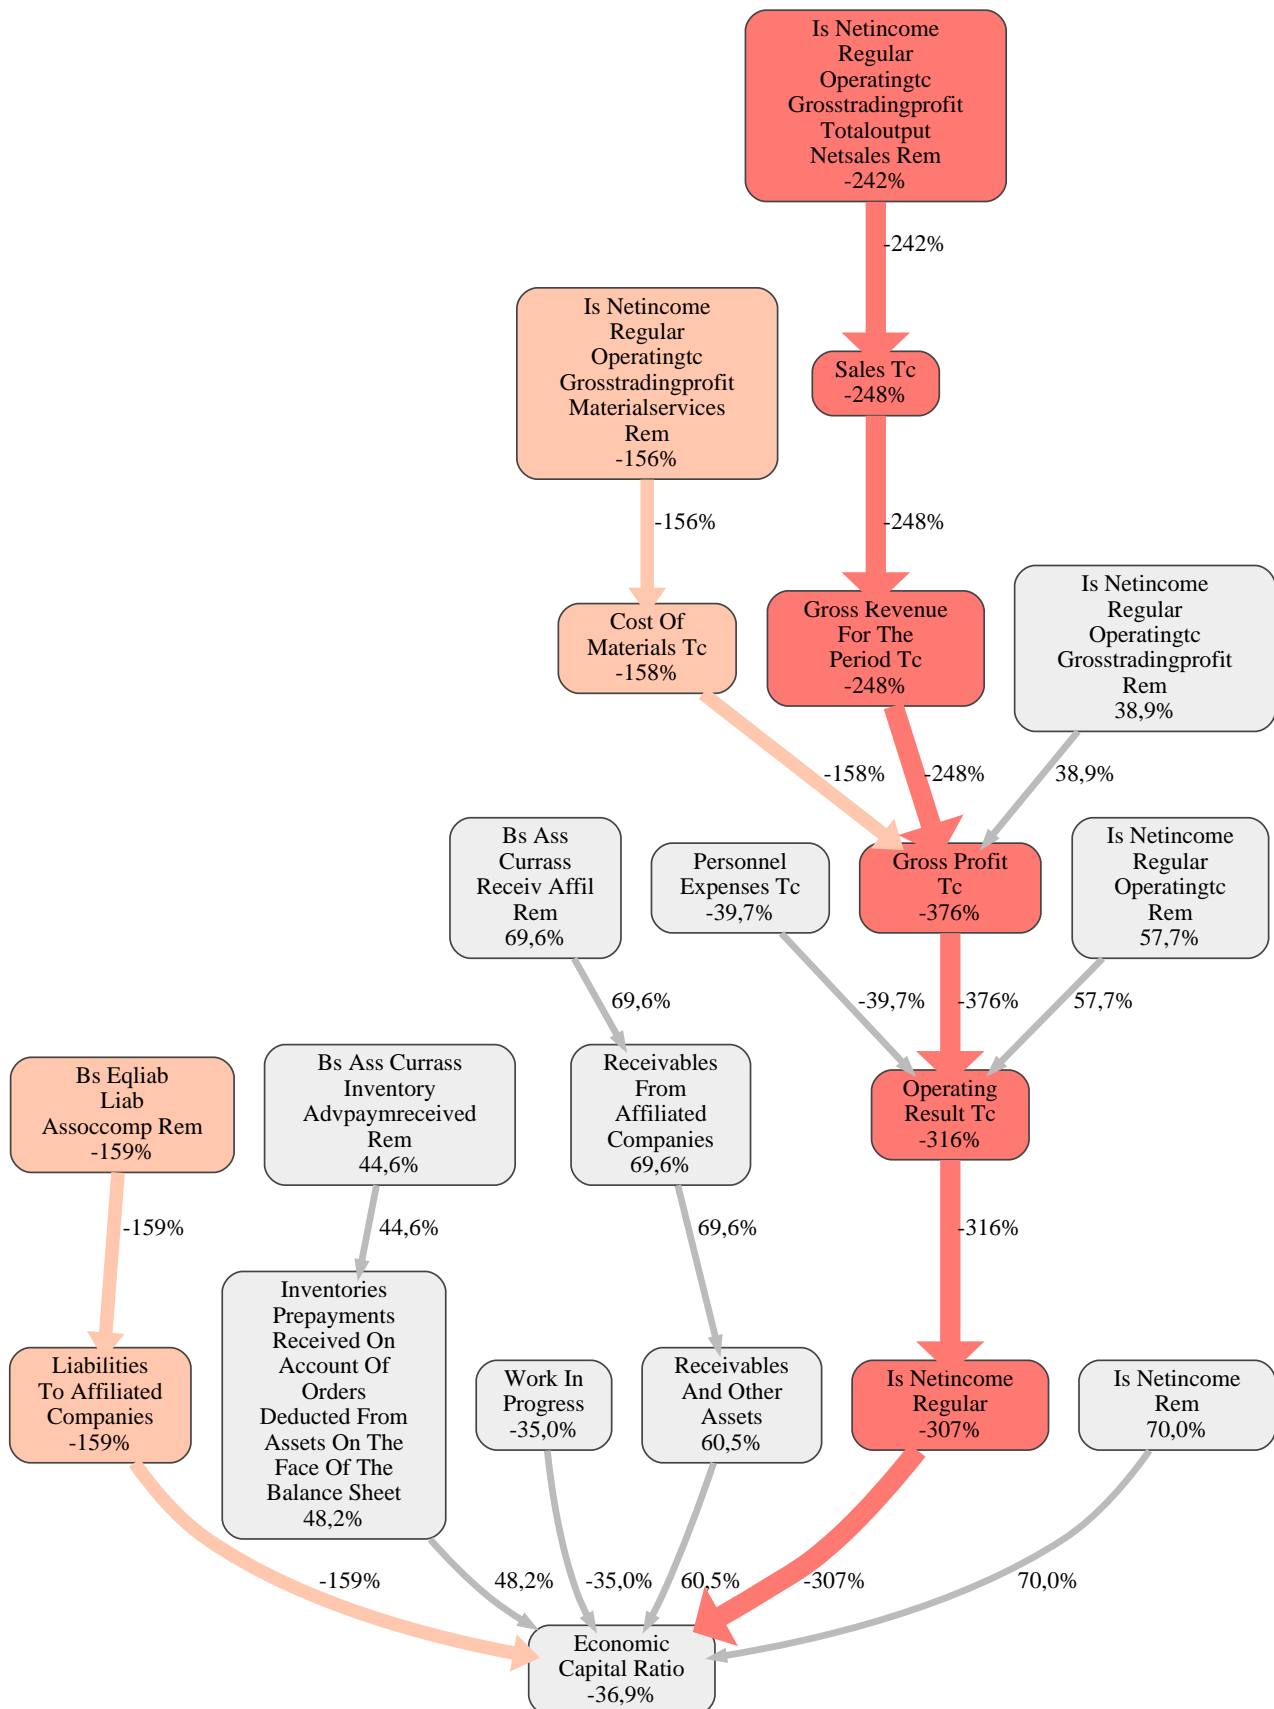 Is Netincome
Regular
Operatingtc
Grosstradingprofit
Totaloutput
Netsales Rem
-242%
-242%
Is Netincome
Regular
Operatingtc
Grosstradingprofit
Materialservices
Rem
-156%
Sales Tc
-248%
-156%
-248%
Is Netincome
Regular
Operatingtc
Grosstradingprofit
Rem
38,9%
Cost Of
Materials Tc
-158%
Gross Revenue
For The
Period Tc
-248%
-158%
-248%
38,9%
Bs Ass
Currass
Receiv Affil
Rem
69,6%
Personnel
Expenses Tc
-39,7%
Gross Profit
Tc
-376%
Is Netincome
Regular
Operatingtc
Rem
57,7%
69,6%
-39,7%
-376%
57,7%
Bs Eqliab
Liab
Assoccomp Rem
-159%
Bs Ass Currass
Inventory
Advpaymreceived
Rem
44,6%
Receivables
From
Affiliated
Companies
69,6%
Operating
Result Tc
-316%
-159%
44,6%
69,6%
-316%
Liabilities
To Affiliated
Companies
-159%
Inventories
Prepayments
Received On
Account Of
Orders
Deducted From
Assets On The
Face Of The
Balance Sheet
48,2%
Work In
Progress
-35,0%
Receivables
And Other
Assets
60,5%
Is Netincome
Regular
-307%
Is Netincome
Rem
70,0%
-159%
48,2%
-35,0%
60,5%
-307%
70,0%
Economic
Capital Ratio
-36,9%